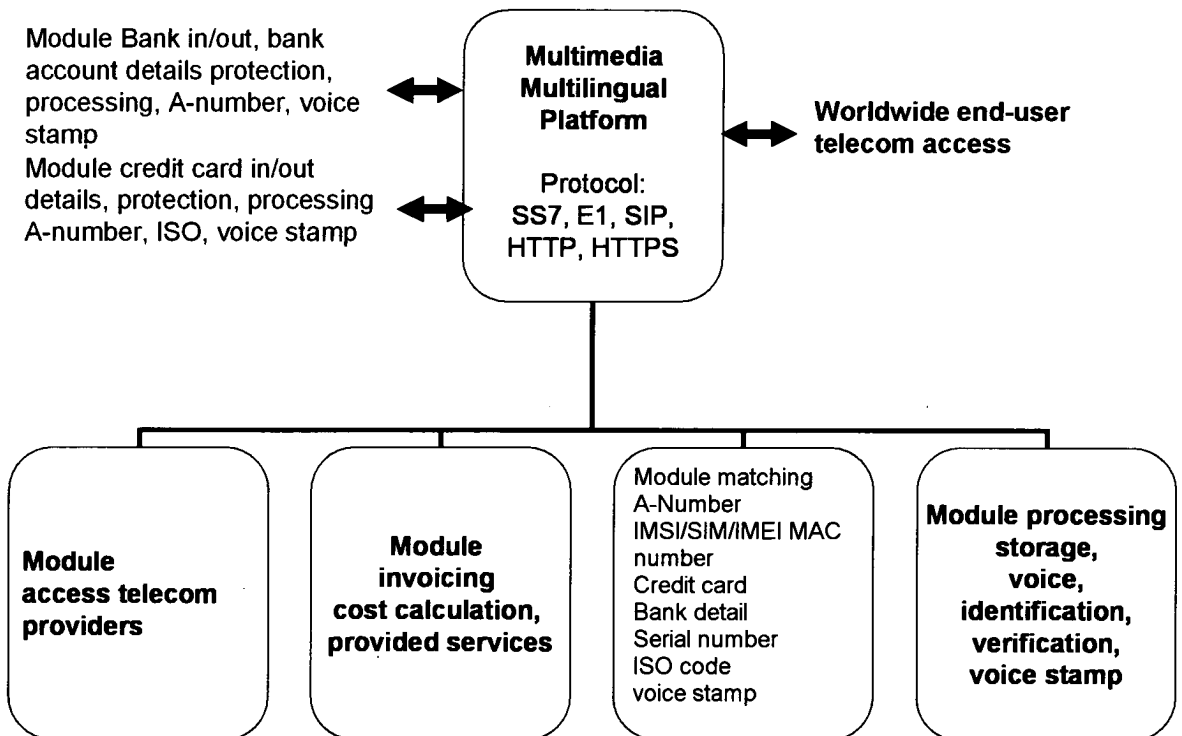 Module Bank in/out, bank
account details protection,
processing, A-number, voice
stamp
Module credit card in/out
details, protection, processing
A-number, ISO, voice stamp
Multimedia
Multilingual
Platform
Protocol:
SS7, E1, SIP,
HTTP, HTTPS
Worldwide end-user
telecom access
Module
access telecom
providers
Module
invoicing
cost calculation,
provided services
Module matching
A-Number
IMSI/SIM/IMEI MAC
number
Credit card
Bank detail
Serial number
ISO code
voice stamp
Module processing
storage,
voice,
identification,
verification,
voice stamp